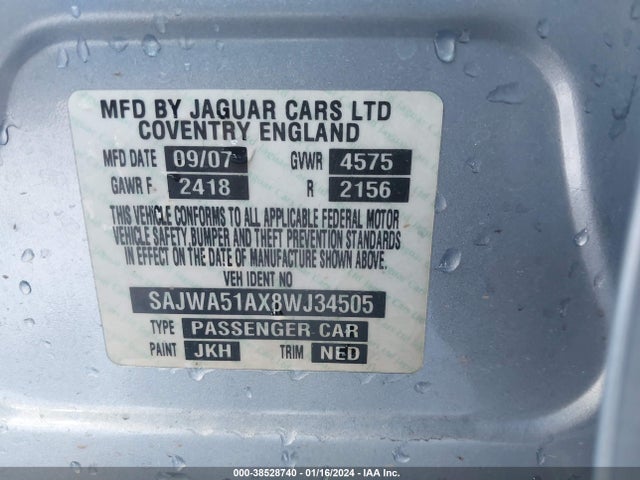 MFD BY JAGUAR CARS LTD
COVENTRY ENGLAND
MFD DATE 09/07 GVWR 4575
GAWR F 2418 R 2156
THIS VEHICLE CONFORMS TO ALL APPLICABLE FEDERAL MOTOR
VEHICLE SAFETY,BUMPER AND THEFT PREVENTION STANDARDS
IN EFFECT ON THE DATE OF MANUFACTURE SHOWN ABOVE.
VEH IDENT NO
SAJWA51AX8WJ34505
TYPE PASSENGER CAR
PAINT JKH TRIM NED
000-38528740 - 01/16/2024 - IAA Inc.